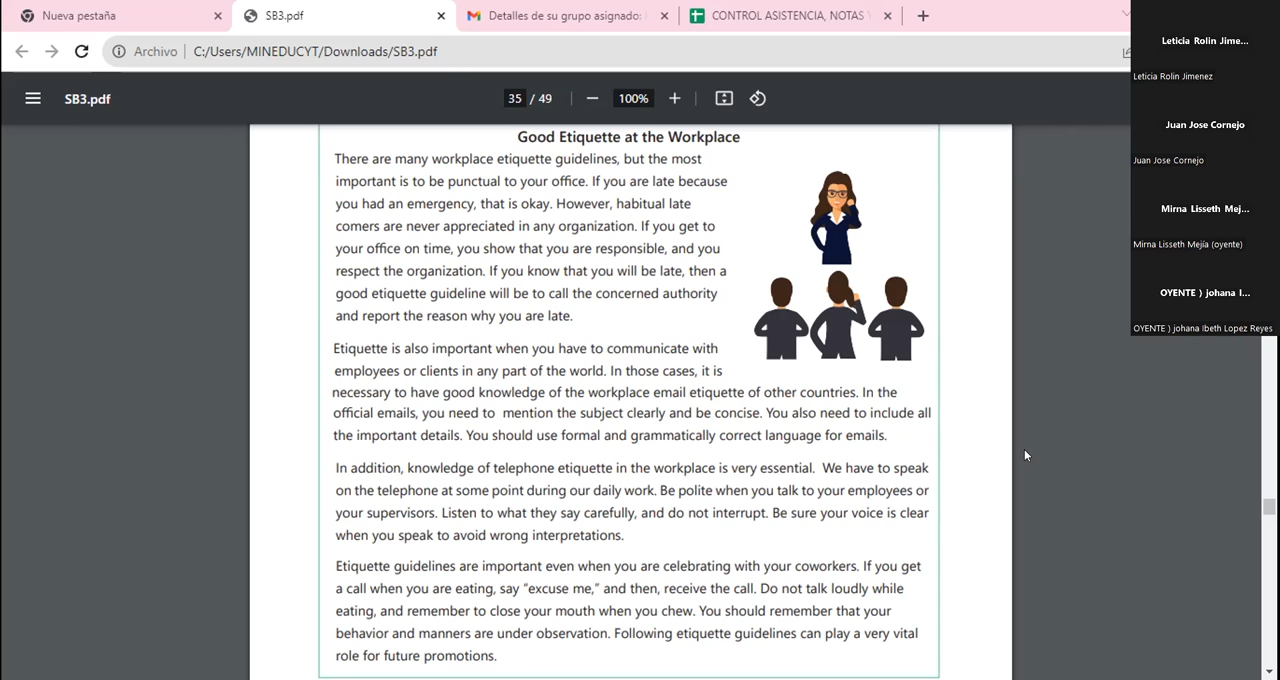 Nueva pestaña
SB3.pdf
Detalles de su grupo asignado:
CONTROL ASISTENCIA, NOTAS Y
Archivo
C:/Users/MINEDUCYT/Downloads/SB3.pdf
SB3.pdf
35 / 49
100%
Leticia Rolin Jime...
Leticia Rolin Jimenez
Juan Jose Cornejo
Juan Jose Cornejo
Mirna Lisseth Mej...
Mirna Lisseth Mejía (oyente)
OYENTE ) johana I...
OYENTE ) johana Ibeth Lopez Reyes
Good Etiquette at the Workplace
There are many workplace etiquette guidelines, but the most
important is to be punctual to your office. If you are late because
you had an emergency, that is okay. However, habitual late
comers are never appreciated in any organization. If you get to
your office on time, you show that you are responsible, and you
respect the organization. If you know that you will be late, then a
good etiquette guideline will be to call the concerned authority
and report the reason why you are late.
Etiquette is also important when you have to communicate with
employees or clients in any part of the world. In those cases, it is
necessary to have good knowledge of the workplace email etiquette of other countries. In the
official emails, you need to mention the subject clearly and be concise. You also need to include all
the important details. You should use formal and grammatically correct language for emails.
In addition, knowledge of telephone etiquette in the workplace is very essential. We have to speak
on the telephone at some point during our daily work. Be polite when you talk to your employees or
your supervisors. Listen to what they say carefully, and do not interrupt. Be sure your voice is clear
when you speak to avoid wrong interpretations.
Etiquette guidelines are important even when you are celebrating with your coworkers. If you get
a call when you are eating, say “excuse me,” and then, receive the call. Do not talk loudly while
eating, and remember to close your mouth when you chew. You should remember that your
behavior and manners are under observation. Following etiquette guidelines can play a very vital
role for future promotions.